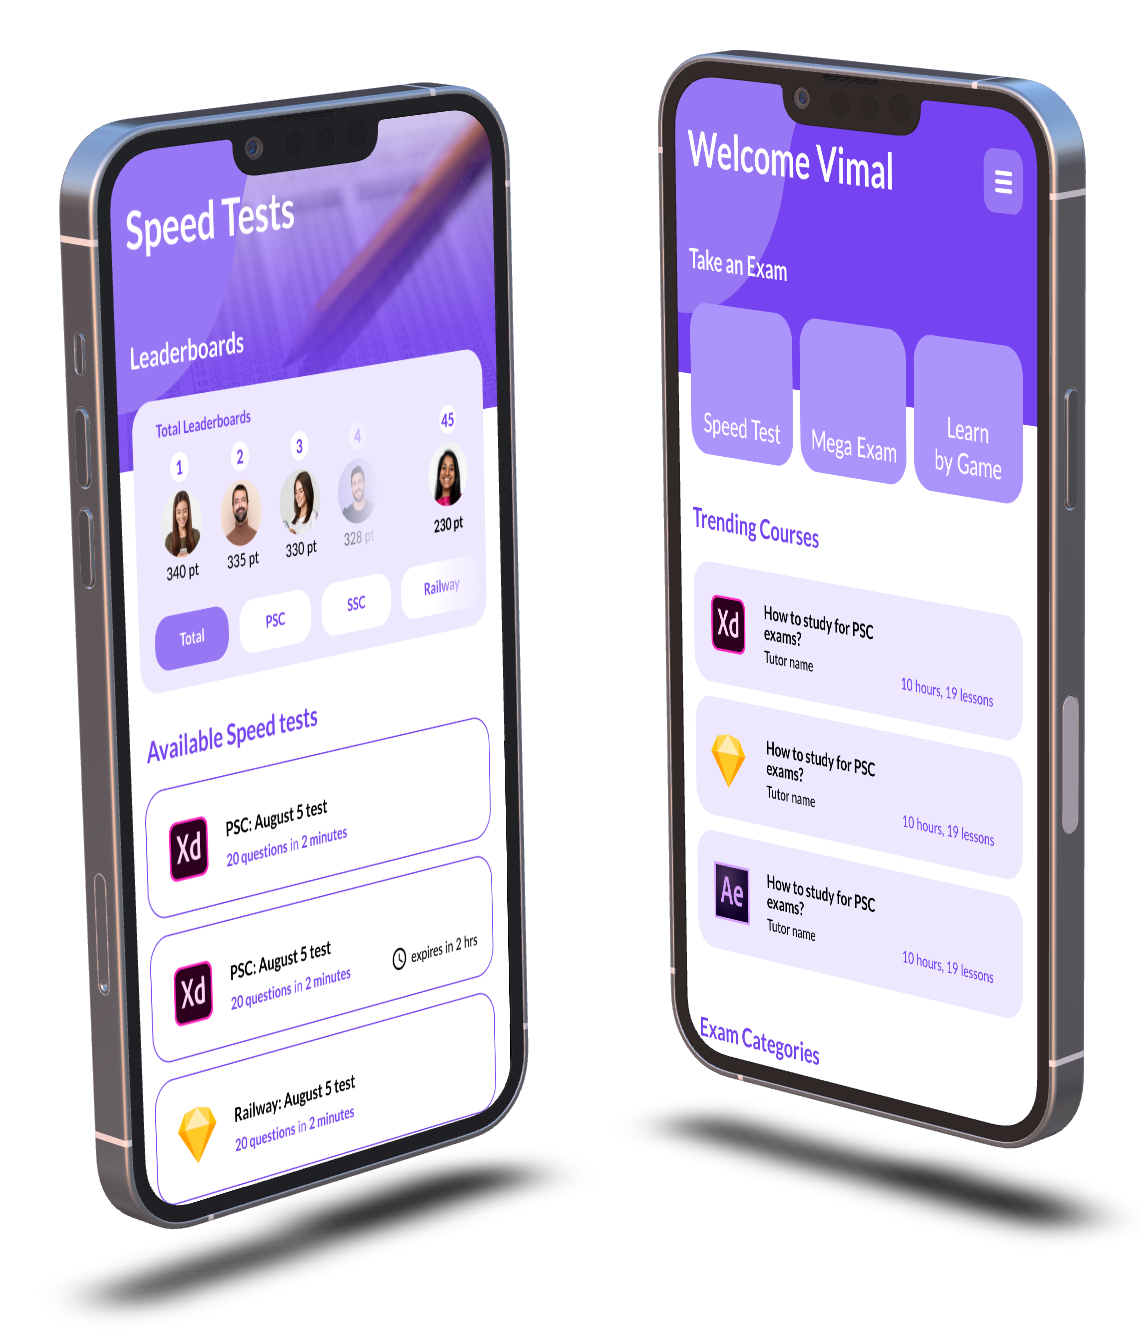 Speed Tests
Leaderboards
Total Leaderboards
1 2 3 4 45
340 pt 335 pt 330 pt 328 pt 230 pt
Total PSC SSC Railway
Available Speed tests
Xd
PSC: August 5 test
20 questions in 2 minutes
Xd
PSC: August 5 test
20 questions in 2 minutes
expires in 2 hrs
Railway: August 5 test
20 questions in 2 minutes
Welcome Vimal
Take an Exam
Speed Test
Mega Exam
Learn
by Game
Trending Courses
Xd
How to study for PSC
exams?
Tutor name
10 hours, 19 lessons
How to study for PSC
exams?
Tutor name
10 hours, 19 lessons
Ae
How to study for PSC
exams?
Tutor name
10 hours, 19 lessons
Exam Categories